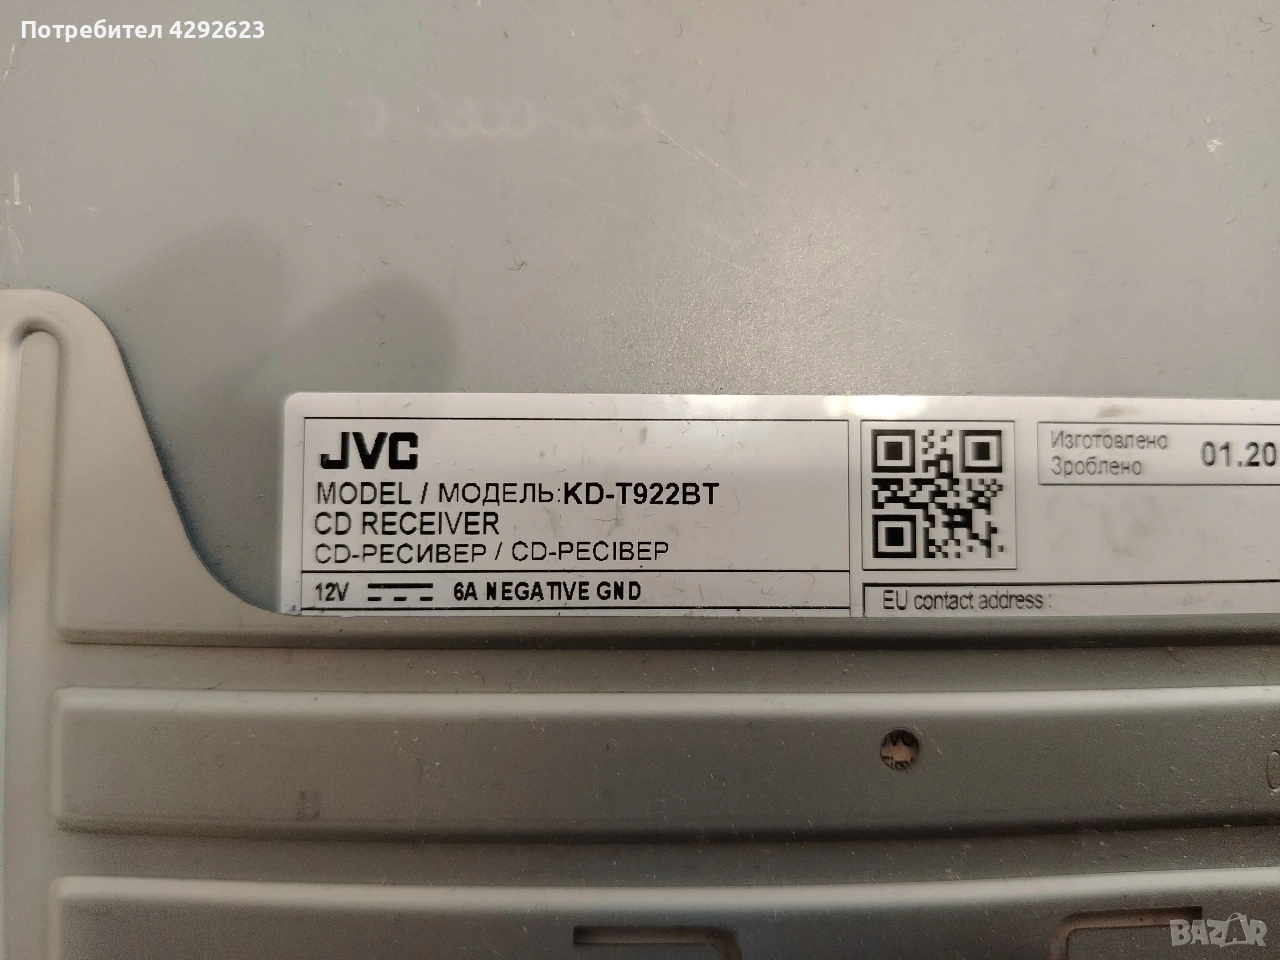 Потребител 4292623
JVC
MODEL / МОДЕЛЬ:KD-T922BT
CD RECEIVER
CD-РЕСИВЕР / CD-РЕСІВЕР
12V 6A NEGATIVE GND
Изготовлено
Зроблено
01.20
EU contact address :
BAZAR